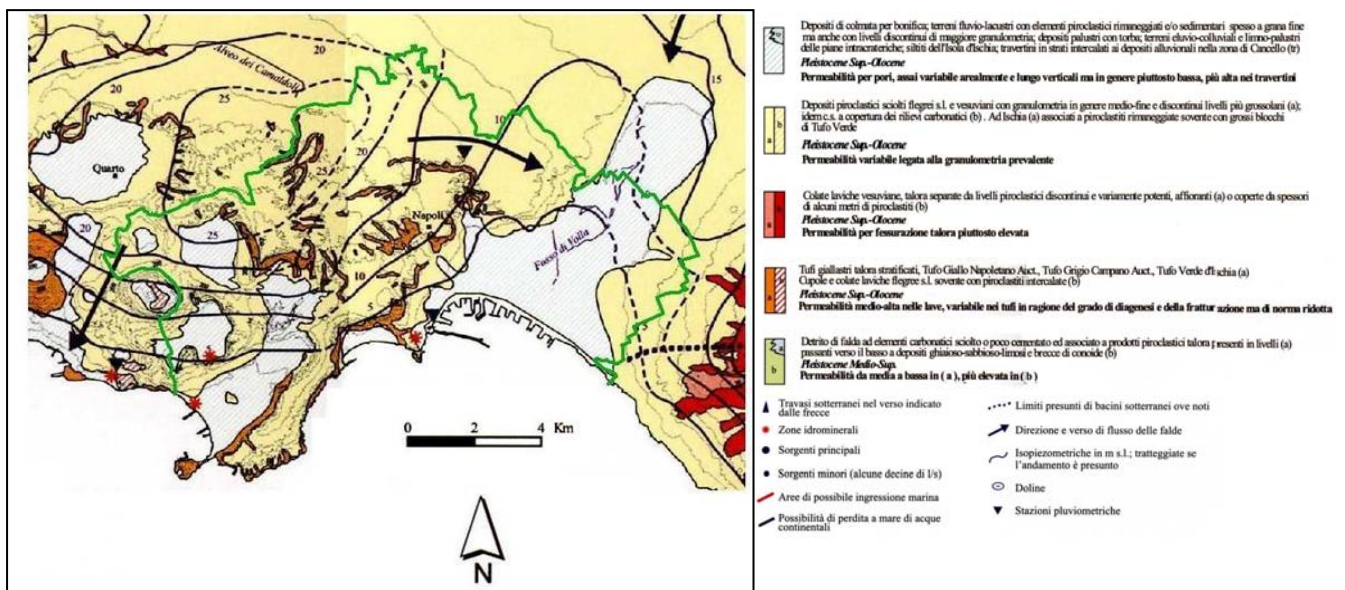 20
Alveo dei Camaldoli
15
20
25
10
Quarto
20
25
Napoli
20
25
Fosso di Volla
10
5
0 2 4 Km
N
Depositi di colmata per bonifica; terreni fluvio-lacustri con elementi piroclastici rimaneggiati e/o sedimentari spesso a grana fine
ma anche con livelli discontinui di maggiore granulometria; depositi palustri con torba; terreni eluvio-colluviali e limno-palustri
delle piane intracrateriche; siltiti dell'Isola d'Ischia; travertini in strati intercalati ai depositi alluvionali nella zona di Cancello (tr)
Pleistocene Sup.-Olocene
Permeabilità per pori, assai variabile arealmente e lungo verticali ma in genere piuttosto bassa, più alta nei travertini
a b
Depositi piroclastici sciolti flegrei s.l. e vesuviani con granulometria in genere medio-fine e discontinui livelli più grossolani (a);
idem c.s. a copertura dei rilievi carbonatici (b) . Ad Ischia (a) associati a piroclastiti rimaneggiate sovente con grossi blocchi
di Tufo Verde
Pleistocene Sup.-Olocene
Permeabilità variabile legata alla granulometria prevalente
a b
Colate laviche vesuviane, talora separate da livelli piroclastici discontinui e variamente potenti, affioranti (a) o coperte da spessori
di alcuni metri di piroclastiti (b)
Pleistocene Sup.-Olocene
Permeabilità per fessurazione talora piuttosto elevata
a
Tufi giallastri talora stratificati, Tufo Giallo Napoletano Auct., Tufo Grigio Campano Auct., Tufo Verde d'Ischia (a)
Cupole e colate laviche flegree s.l. sovente con piroclastiti intercalate (b)
Pleistocene Sup.-Olocene
Permeabilità medio-alta nelle lave, variabile nei tufi in ragione del grado di diagenesi e della frattur azione ma di norma ridotta
a b
Detrito di falda ad elementi carbonatici sciolto o poco cementato ed associato a prodotti piroclastici talora presenti in livelli (a)
passanti verso il basso a depositi ghiaioso-sabbioso-limosi e brecce di conoide (b)
Pleistocene Medio-Sup.
Permeabilità da media a bassa in ( a ), più elevata in ( b )
Travasi sotterranei nel verso indicato
dalle frecce
Zone idrominerali
Sorgenti principali
Sorgenti minori (alcune decine di l/s)
Aree di possibile ingressione marina
Possibilità di perdita a mare di acque
continentali
Limiti presunti di bacini sotterranei ove noti
Direzione e verso di flusso delle falde
Isopiezometriche in m s.l.; tratteggiate se
l'andamento è presunto
Doline
Stazioni pluviometriche